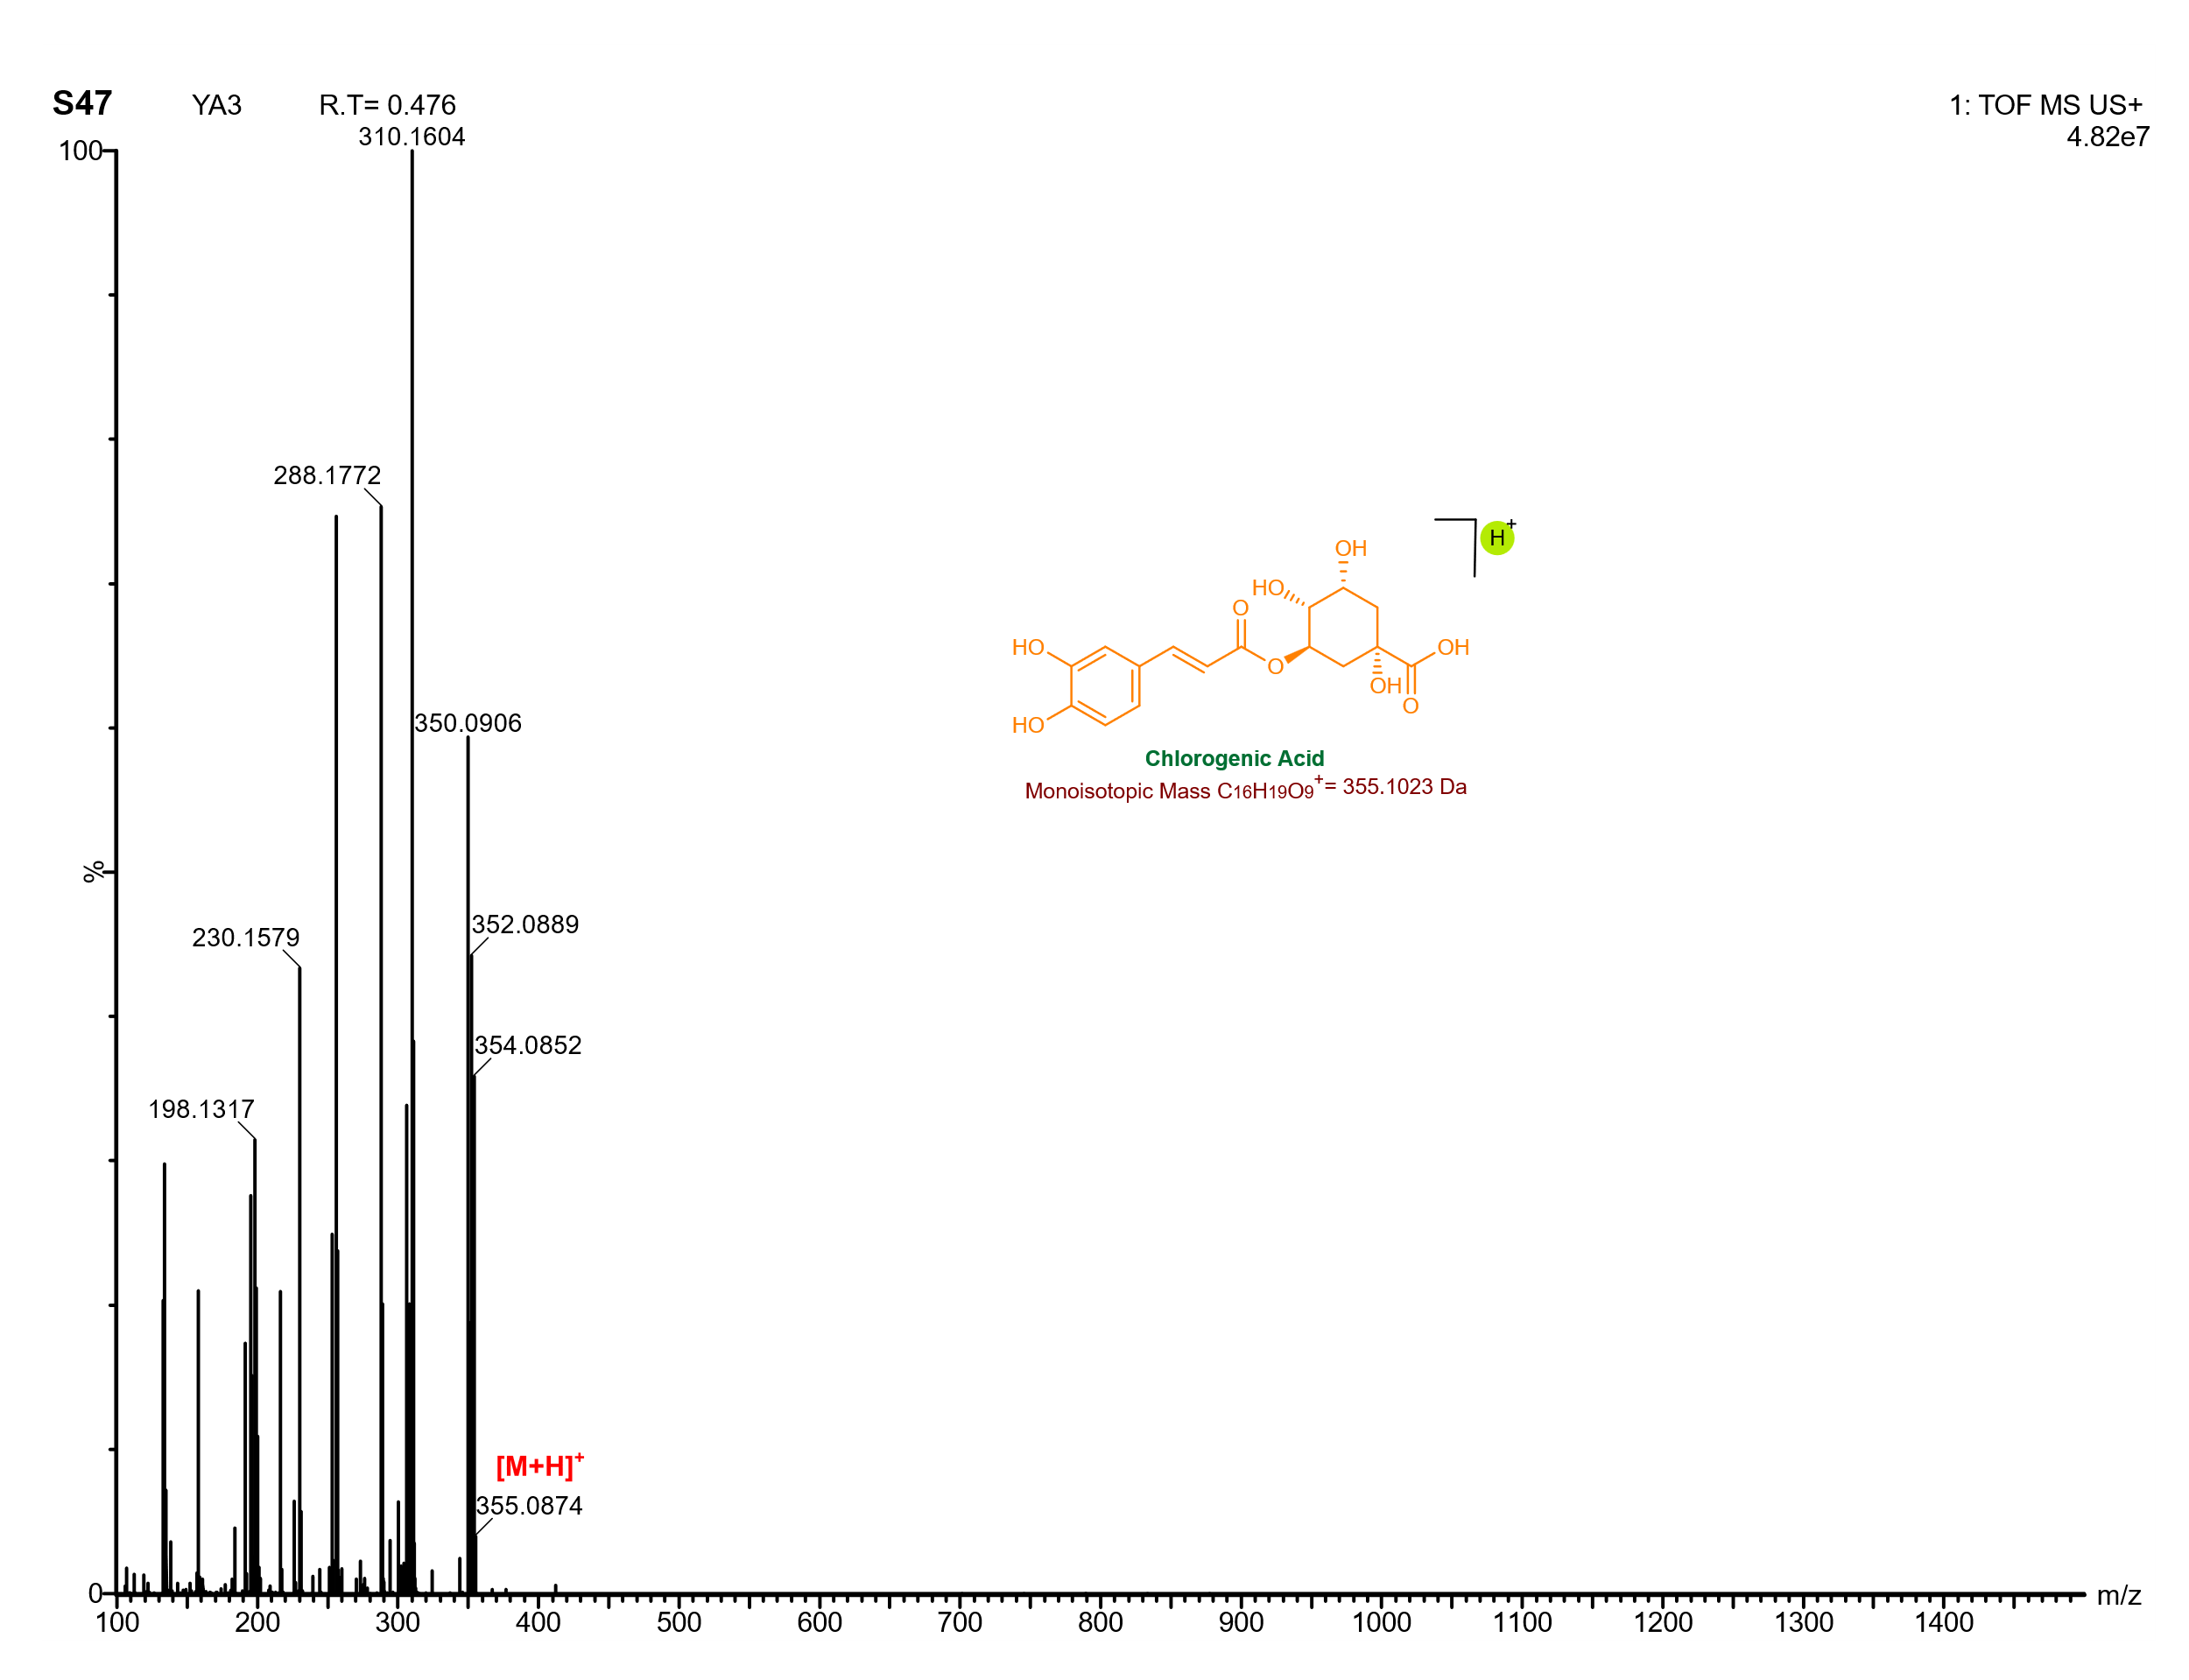 S47 YA3 R.T= 0.476 1: TOF MS US+
310.1604 4.82e7
100
288.1772
H+
OH
HO
O
HO OH
O
OH
O
HO
350.0906
Chlorogenic Acid
Monoisotopic Mass C16H19O9+= 355.1023 Da
%
352.0889
230.1579
354.0852
198.1317
[M+H]+
355.0874
0
m/z
100 200 300 400 500 600 700 800 900 1000 1100 1200 1300 1400